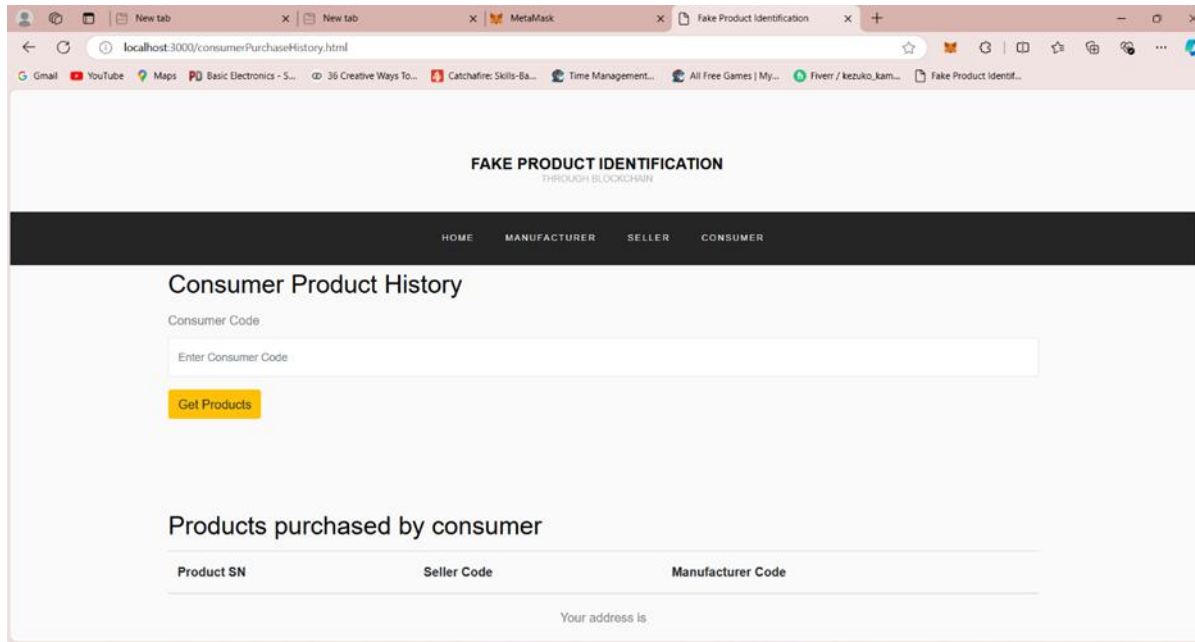 New tab New tab MetaMask Fake Product Identification
localhost:3000/consumerPurchaseHistory.html
Gmail YouTube Maps Basic Electronics - S... 36 Creative Ways To... Catchafire: Skills-Ba... Time Management... All Free Games | My... Fiverr / kezuko_kam... Fake Product Identif...
FAKE PRODUCT IDENTIFICATION
THROUGH BLOCKCHAIN
HOME MANUFACTURER SELLER CONSUMER
Consumer Product History
Consumer Code
Enter Consumer Code
Get Products
Products purchased by consumer
Product SN Seller Code Manufacturer Code
Your address is